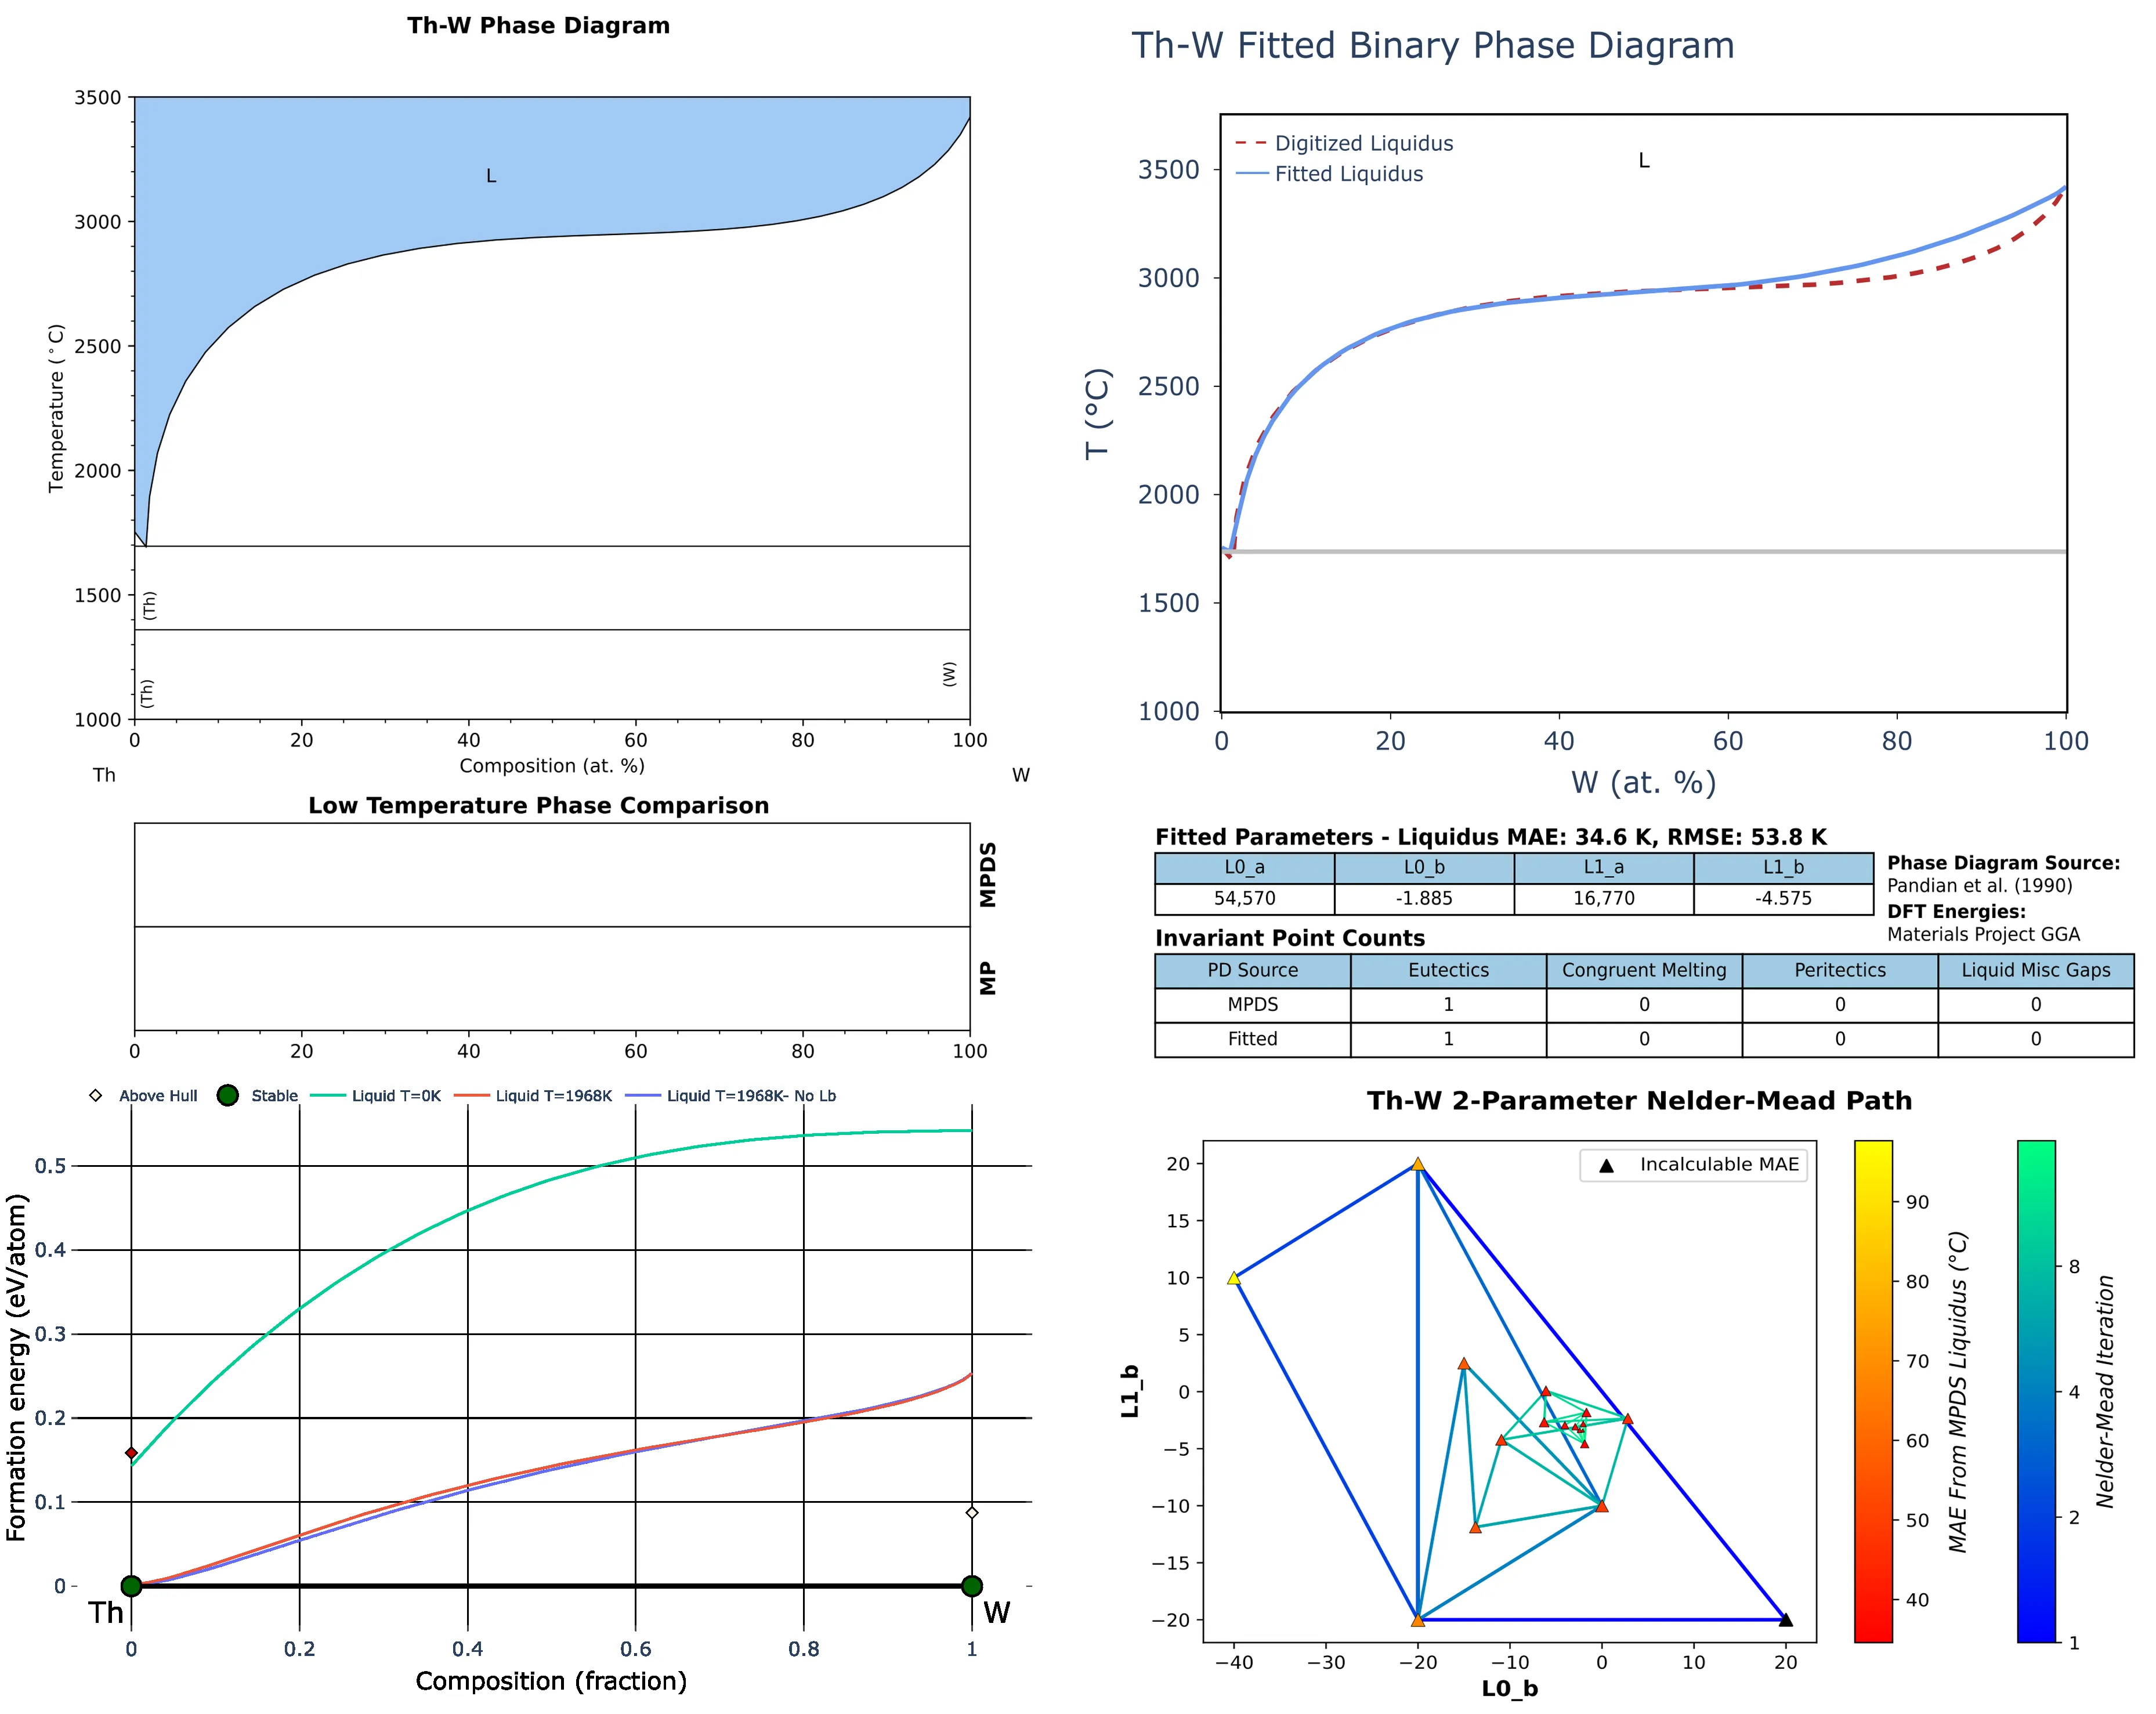 Th-W Phase Diagram
3500
3000
2500
2000
1500
1000
Temperature (°C)
L
(Th)
(Th)
(W)
0 20 40 60 80 100
Th Composition (at. %) W
Low Temperature Phase Comparison
MPDS
MP
0 20 40 60 80 100
Above Hull Stable Liquid T=0K Liquid T=1968K Liquid T=1968K- No Lb
0.5
0.4
0.3
0.2
0.1
0
Formation energy (eV/atom)
Th W
0 0.2 0.4 0.6 0.8 1
Composition (fraction)
Th-W Fitted Binary Phase Diagram
Digitized Liquidus
Fitted Liquidus
L
3500
3000
2500
2000
1500
1000
T (°C)
0 20 40 60 80 100
W (at. %)
Fitted Parameters - Liquidus MAE: 34.6 K, RMSE: 53.8 K
L0_a L0_b L1_a L1_b
54,570 -1.885 16,770 -4.575
Phase Diagram Source:
Pandian et al. (1990)
DFT Energies:
Materials Project GGA
Invariant Point Counts
PD Source Eutectics Congruent Melting Peritectics Liquid Misc Gaps
MPDS 1 0 0 0
Fitted 1 0 0 0
Th-W 2-Parameter Nelder-Mead Path
Incalculable MAE
20
15
10
5
0
−5
−10
−15
−20
L1_b
−40 −30 −20 −10 0 10 20
L0_b
90
80
70
60
50
40
MAE From MPDS Liquidus (°C)
8
4
2
1
Nelder-Mead Iteration